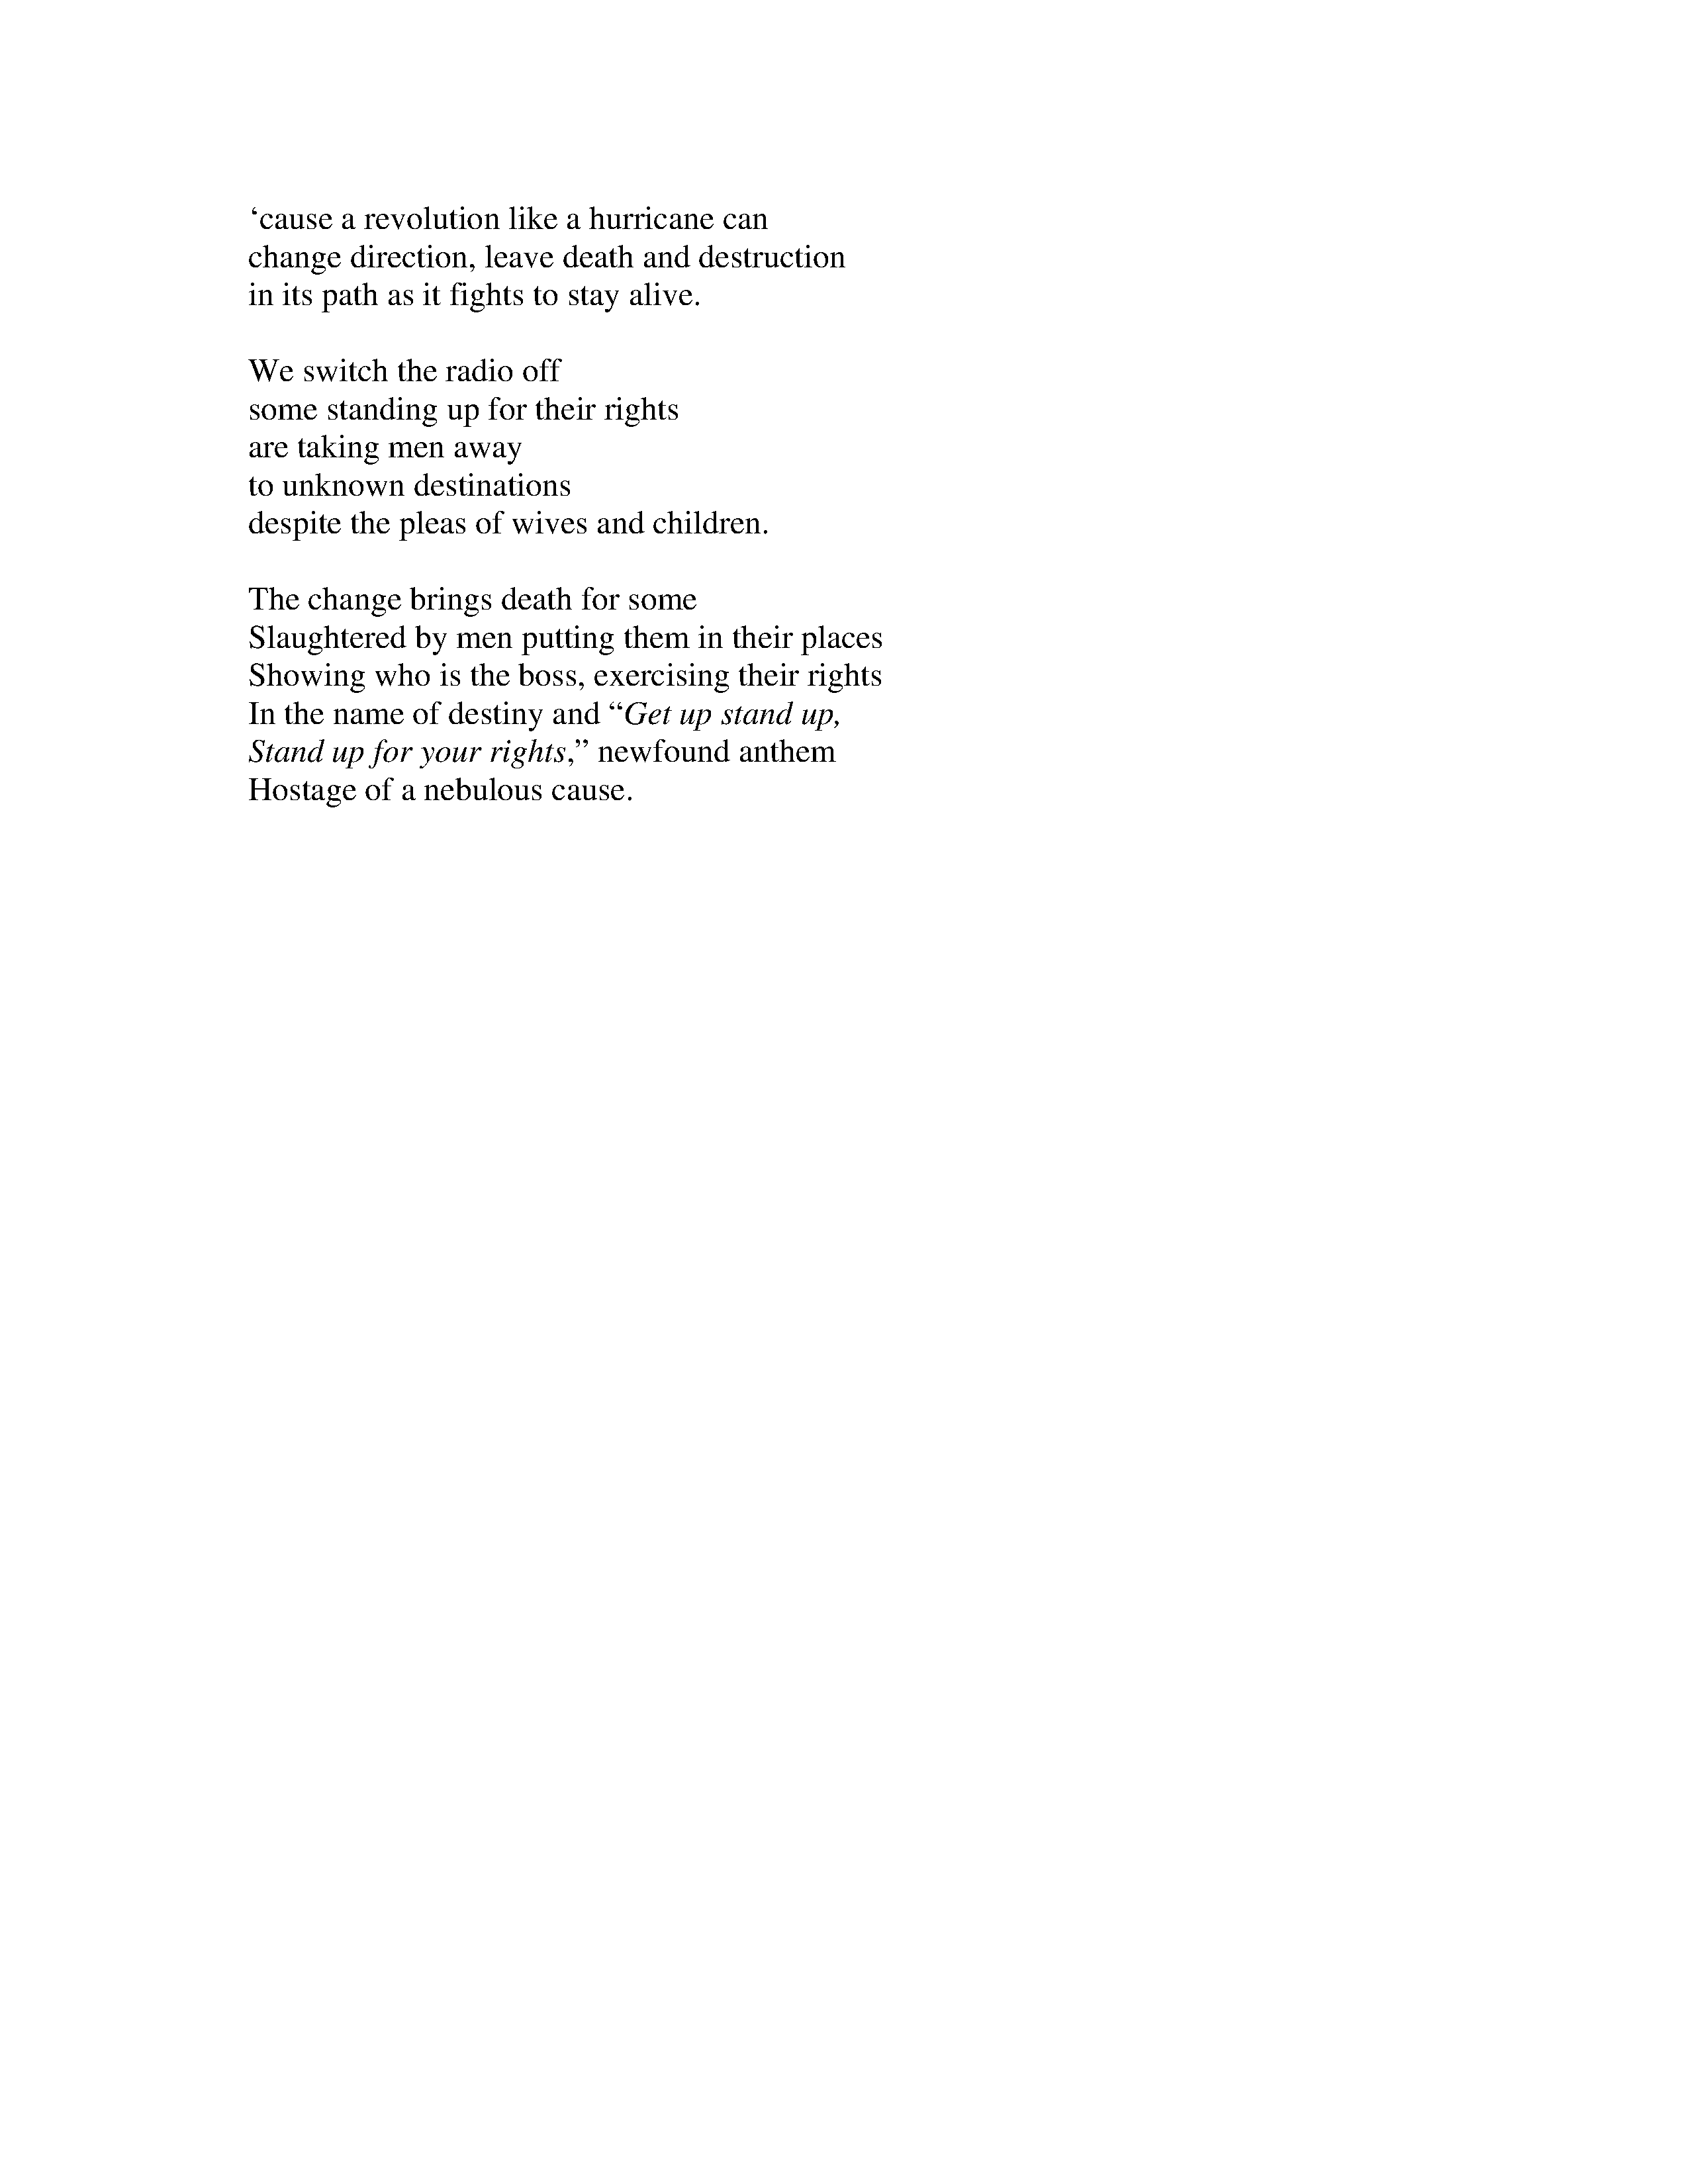 ‘cause a revolution like a hurricane can
change direction, leave death and destruction
in its path as it fights to stay alive.
We switch the radio off
some standing up for their rights
are taking men away
to unknown destinations
despite the pleas of wives and children.
The change brings death for some
Slaughtered by men putting them in their places
Showing who is the boss, exercising their rights
In the name of destiny and “Get up stand up,
Stand up for your rights,” newfound anthem
Hostage of a nebulous cause.